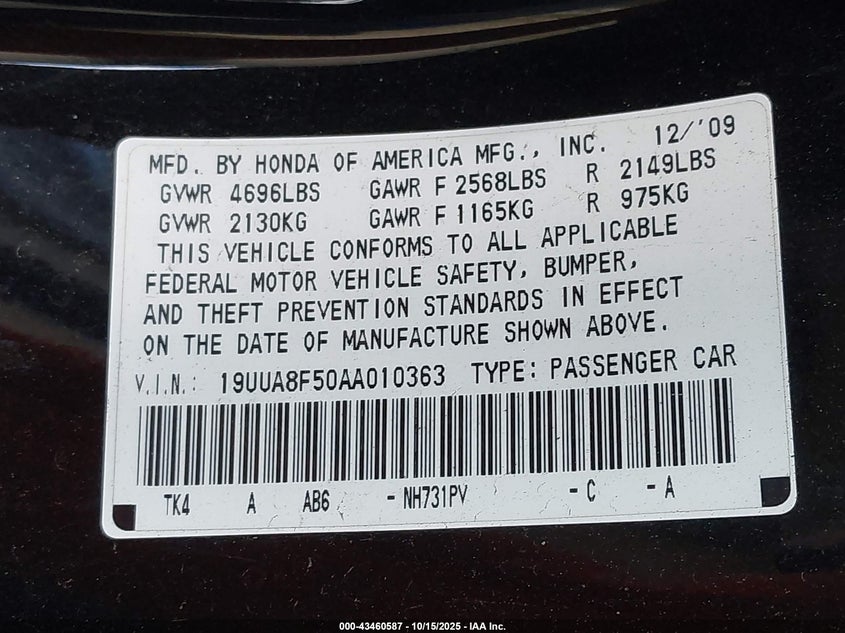 MFD. BY HONDA OF AMERICA MFG., INC. 12/'09
GVWR 4696LBS GAWR F 2568LBS R 2149LBS
GVWR 2130KG GAWR F 1165KG R 975KG
THIS VEHICLE CONFORMS TO ALL APPLICABLE
FEDERAL MOTOR VEHICLE SAFETY, BUMPER,
AND THEFT PREVENTION STANDARDS IN EFFECT
ON THE DATE OF MANUFACTURE SHOWN ABOVE.
V.I.N.: 19UUA8F50AA010363 TYPE: PASSENGER CAR
TK4 A AB6 -NH731PV -C -A
000-43460587 - 10/15/2025 - IAA Inc.